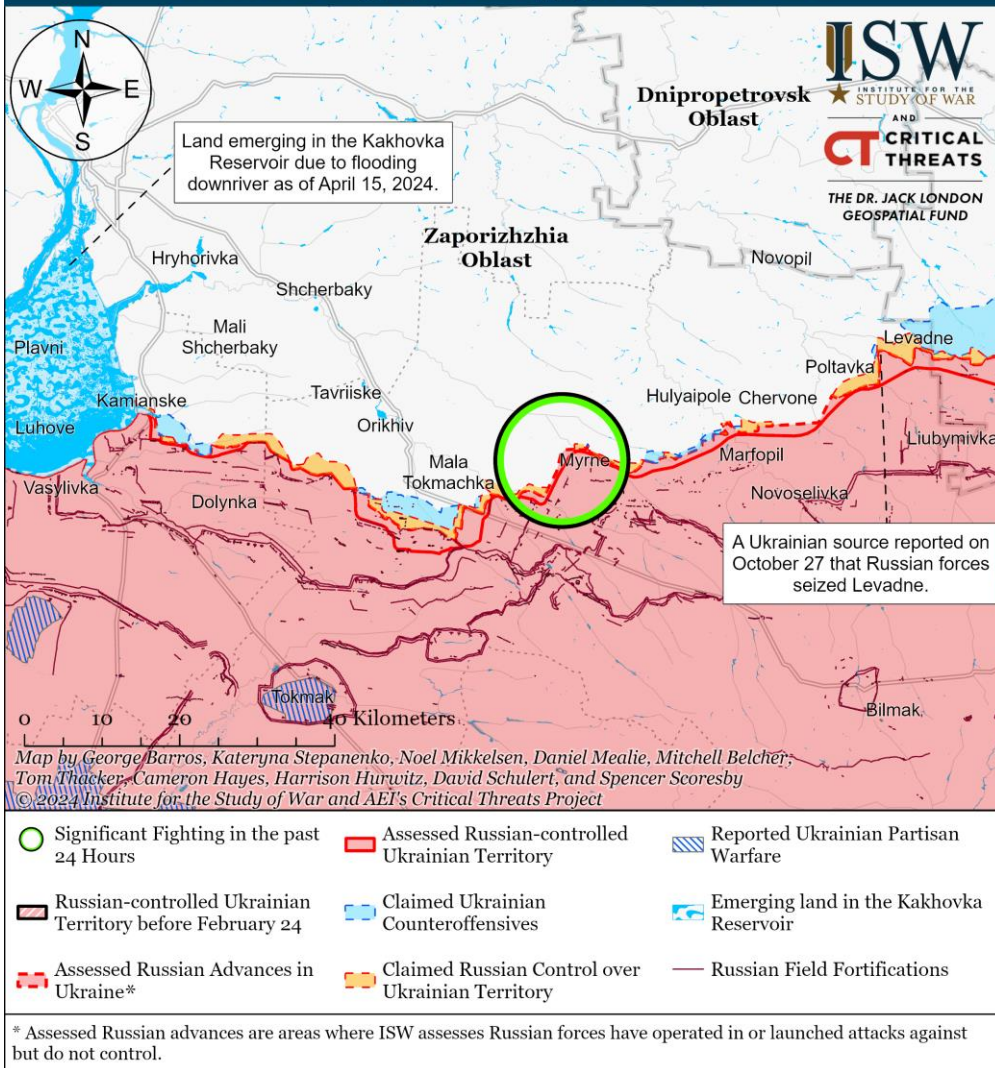 N
W E
S
ISW
INSTITUTE FOR THE
STUDY OF WAR
AND
CT CRITICAL
THREATS
THE DR. JACK LONDON
GEOSPATIAL FUND
Land emerging in the Kakhovka
Reservoir due to flooding
downriver as of April 15, 2024.
Dnipropetrovsk
Oblast
Zaporizhzhia
Oblast
Hryhorivka
Novopil
Shcherbaky
Mali
Shcherbaky
Plavni
Levadne
Poltavka
Tavriiske
Kamianske
Hulyaipole
Chervone
Orikhiv
Luhove
Liubymivka
Marfopil
Myrne
Mala
Tokmachka
Vasylivka
Dolynka
Novoselivka
A Ukrainian source reported on
October 27 that Russian forces
seized Levadne.
Tokmak
Bilmak
0 10 20 40 Kilometers
Map by George Barros, Kateryna Stepanenko, Noel Mikkelsen, Daniel Mealie, Mitchell Belcher,
Tom Thacker, Cameron Hayes, Harrison Hurwitz, David Schulert, and Spencer Scoresby
© 2024 Institute for the Study of War and AEI's Critical Threats Project
Significant Fighting in the past
24 Hours
Assessed Russian-controlled
Ukrainian Territory
Reported Ukrainian Partisan
Warfare
Russian-controlled Ukrainian
Territory before February 24
Claimed Ukrainian
Counteroffensives
Emerging land in the Kakhovka
Reservoir
Assessed Russian Advances in
Ukraine*
Claimed Russian Control over
Ukrainian Territory
Russian Field Fortifications
* Assessed Russian advances are areas where ISW assesses Russian forces have operated in or launched attacks against
but do not control.